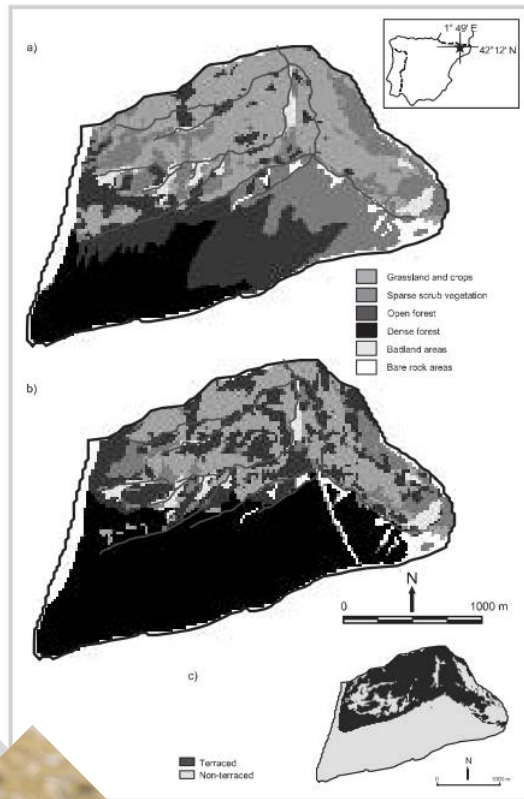 a)
1° 49' E
42°12' N
Grassland and crops
Sparse scrub vegetation
Open forest
Dense forest
Badland areas
Bare rock areas
b)
N
0 1000 m
c)
Terraced
Non-terraced
N
0 1000 m